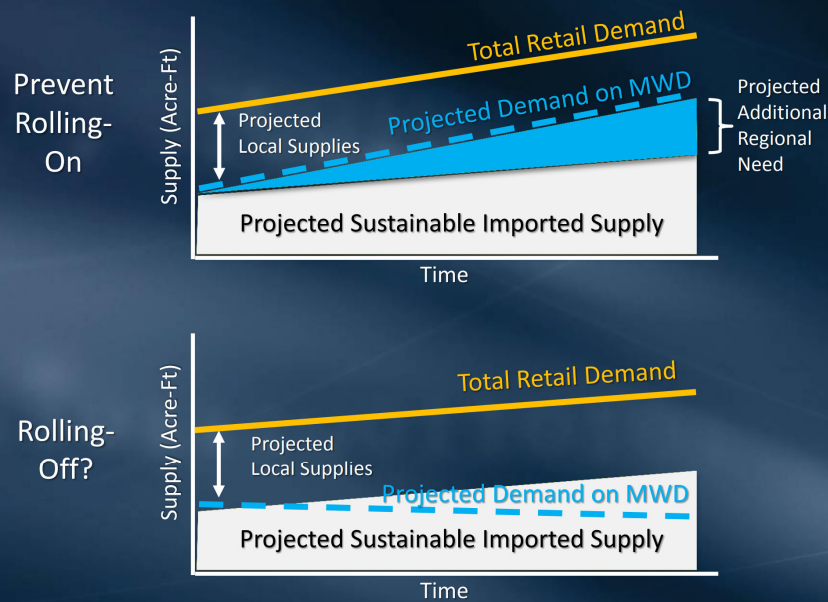 Prevent
Rolling-
On
Supply (Acre-Ft)
Total Retail Demand
Projected
Local Supplies
Projected Demand on MWD
Projected
Additional
Regional
Need
Projected Sustainable Imported Supply
Time
Rolling-
Off?
Supply (Acre-Ft)
Total Retail Demand
Projected
Local Supplies
Projected Demand on MWD
Projected Sustainable Imported Supply
Time